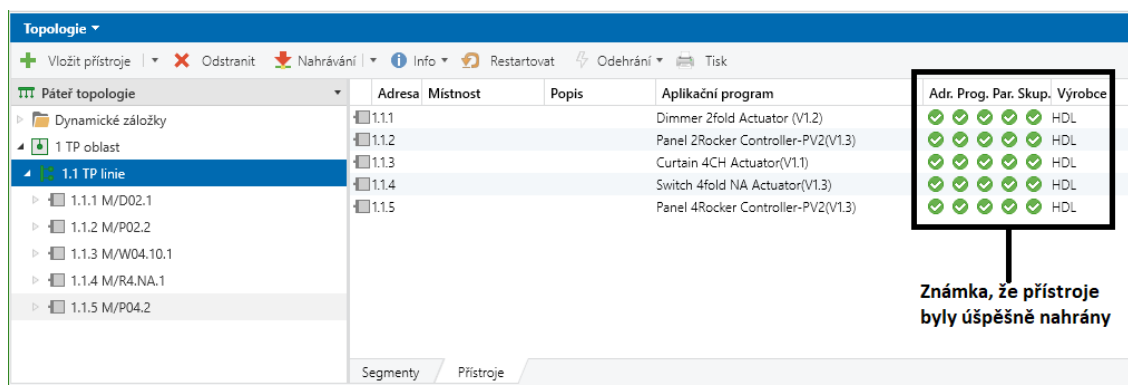 Topologie
Vložit přístroje Odstranit Nahrávání Info Restartovat Odehrání Tisk
Páteř topologie
Dynamické záložky
1 TP oblast
1.1 TP línie
1.1.1 M/D02.1
1.1.2 M/P02.2
1.1.3 M/W04.10.1
1.1.4 M/R4.NA.1
1.1.5 M/P04.2
Adresa Místnost Popis Aplikační program Adr. Prog. Par. Skup. Výrobce
1.1.1 Dimmer 2fold Actuator (V1.2) HDL
1.1.2 Panel 2Rocker Controller-PV2(V1.3) HDL
1.1.3 Curtain 4CH Actuator(V1.1) HDL
1.1.4 Switch 4fold NA Actuator(V1.3) HDL
1.1.5 Panel 4Rocker Controller-PV2(V1.3) HDL
Známka, že přístroje
byly úšpěšně nahrány
Segmenty Přístroje